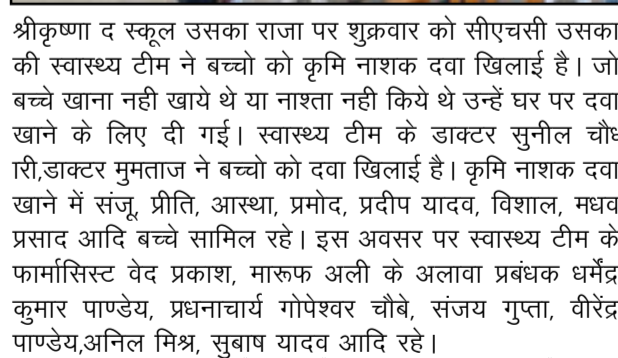 श्रीकृष्णा द स्कूल उसका राजा पर शुक्रवार को सीएचसी उसका
की स्वास्थ्य टीम ने बच्चो को कृमि नाशक दवा खिलाई है। जो
बच्चे खाना नही खाये थे या नाश्ता नही किये थे उन्हें घर पर दवा
खाने के लिए दी गई। स्वास्थ्य टीम के डाक्टर सुनील चौध
ारी,डाक्टर मुमताज ने बच्चो को दवा खिलाई है। कृमि नाशक दवा
खाने में संजू, प्रीति, आस्था, प्रमोद, प्रदीप यादव, विशाल, मधव
प्रसाद आदि बच्चे सामिल रहे। इस अवसर पर स्वास्थ्य टीम के
फार्मासिस्ट वेद प्रकाश, मारूफ अली के अलावा प्रबंधक धर्मेंद्र
कुमार पाण्डेय, प्रधनाचार्य गोपेश्वर चौबे, संजय गुप्ता, वीरेंद्र
पाण्डेय,अनिल मिश्र, सुबाष यादव आदि रहे।